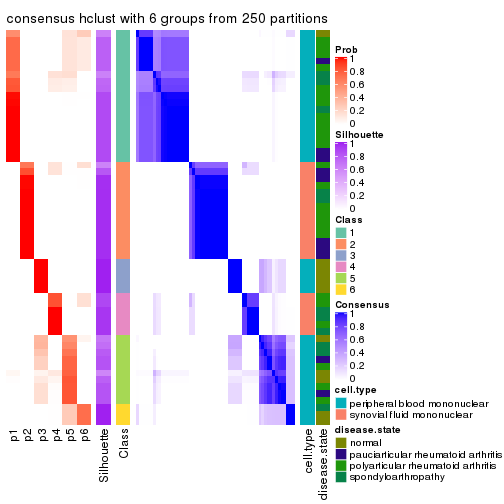 consensus hclust with 6 groups from 250 partitions
Prob
1
0.8
0.6
0.4
0.2
0
Silhouette
1
0.8
0.6
0.4
0.2
0
Class
1
2
3
4
5
6
Consensus
1
0.8
0.6
0.4
0.2
0
cell.type
peripheral blood mononuclear
synovial fluid mononuclear
disease.state
normal
pauciarticular rheumatoid arthritis
polyarticular rheumatoid arthritis
spondyloarthropathy
p1
p2
p3
p4
p5
p6
Silhouette
Class
cell.type
disease.state